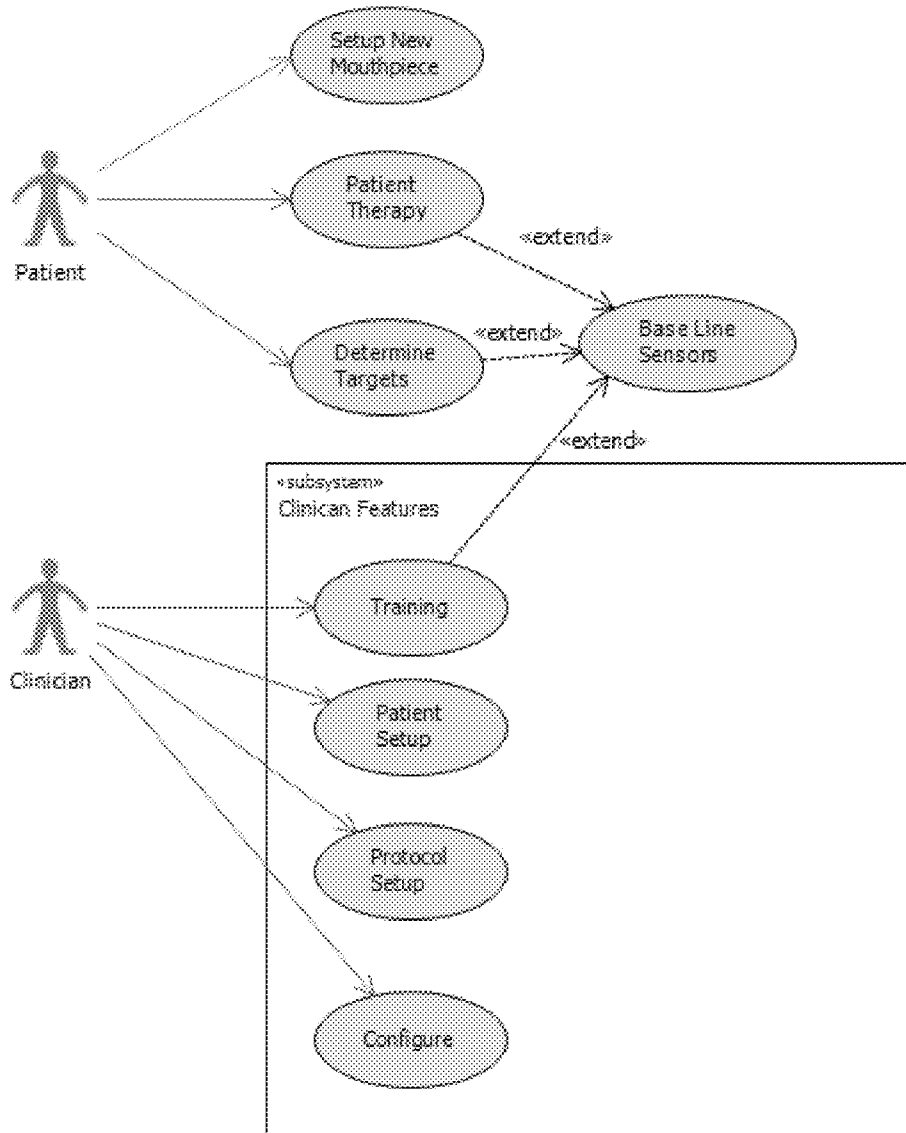 Setup New
Mouthpiece
Patient
Therapy
«extend»
Patient
Determine
Targets
«extend»
Base Line
Sensors
«extend»
«subsystem»
Clinican Features
Training
Clinician
Patient
Setup
Protocol
Setup
Configure